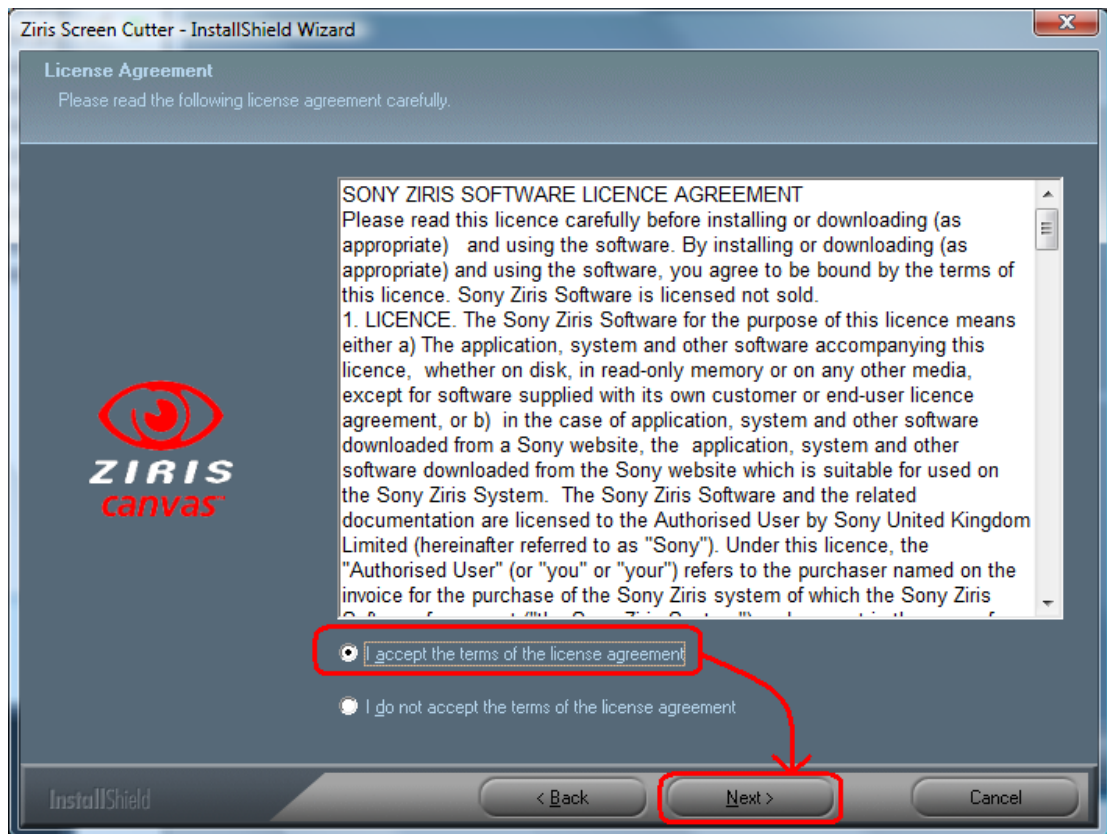 Ziris Screen Cutter - InstallShield Wizard
License Agreement
Please read the following license agreement carefully.
SONY ZIRIS SOFTWARE LICENCE AGREEMENT
Please read this licence carefully before installing or downloading (as
appropriate) and using the software. By installing or downloading (as
appropriate) and using the software, you agree to be bound by the terms of
this licence. Sony Ziris Software is licensed not sold.
1. LICENCE. The Sony Ziris Software for the purpose of this licence means
either a) The application, system and other software accompanying this
licence, whether on disk, in read-only memory or on any other media,
except for software supplied with its own customer or end-user licence
agreement, or b) in the case of application, system and other software
downloaded from a Sony website, the application, system and other
software downloaded from the Sony website which is suitable for used on
the Sony Ziris System. The Sony Ziris Software and the related
documentation are licensed to the Authorised User by Sony United Kingdom
Limited (hereinafter referred to as "Sony"). Under this licence, the
"Authorised User" (or "you" or "your") refers to the purchaser named on the
invoice for the purchase of the Sony Ziris system of which the Sony Ziris
ZIRIS
canvas™
I accept the terms of the license agreement
I do not accept the terms of the license agreement
InstallShield
< Back
Next >
Cancel